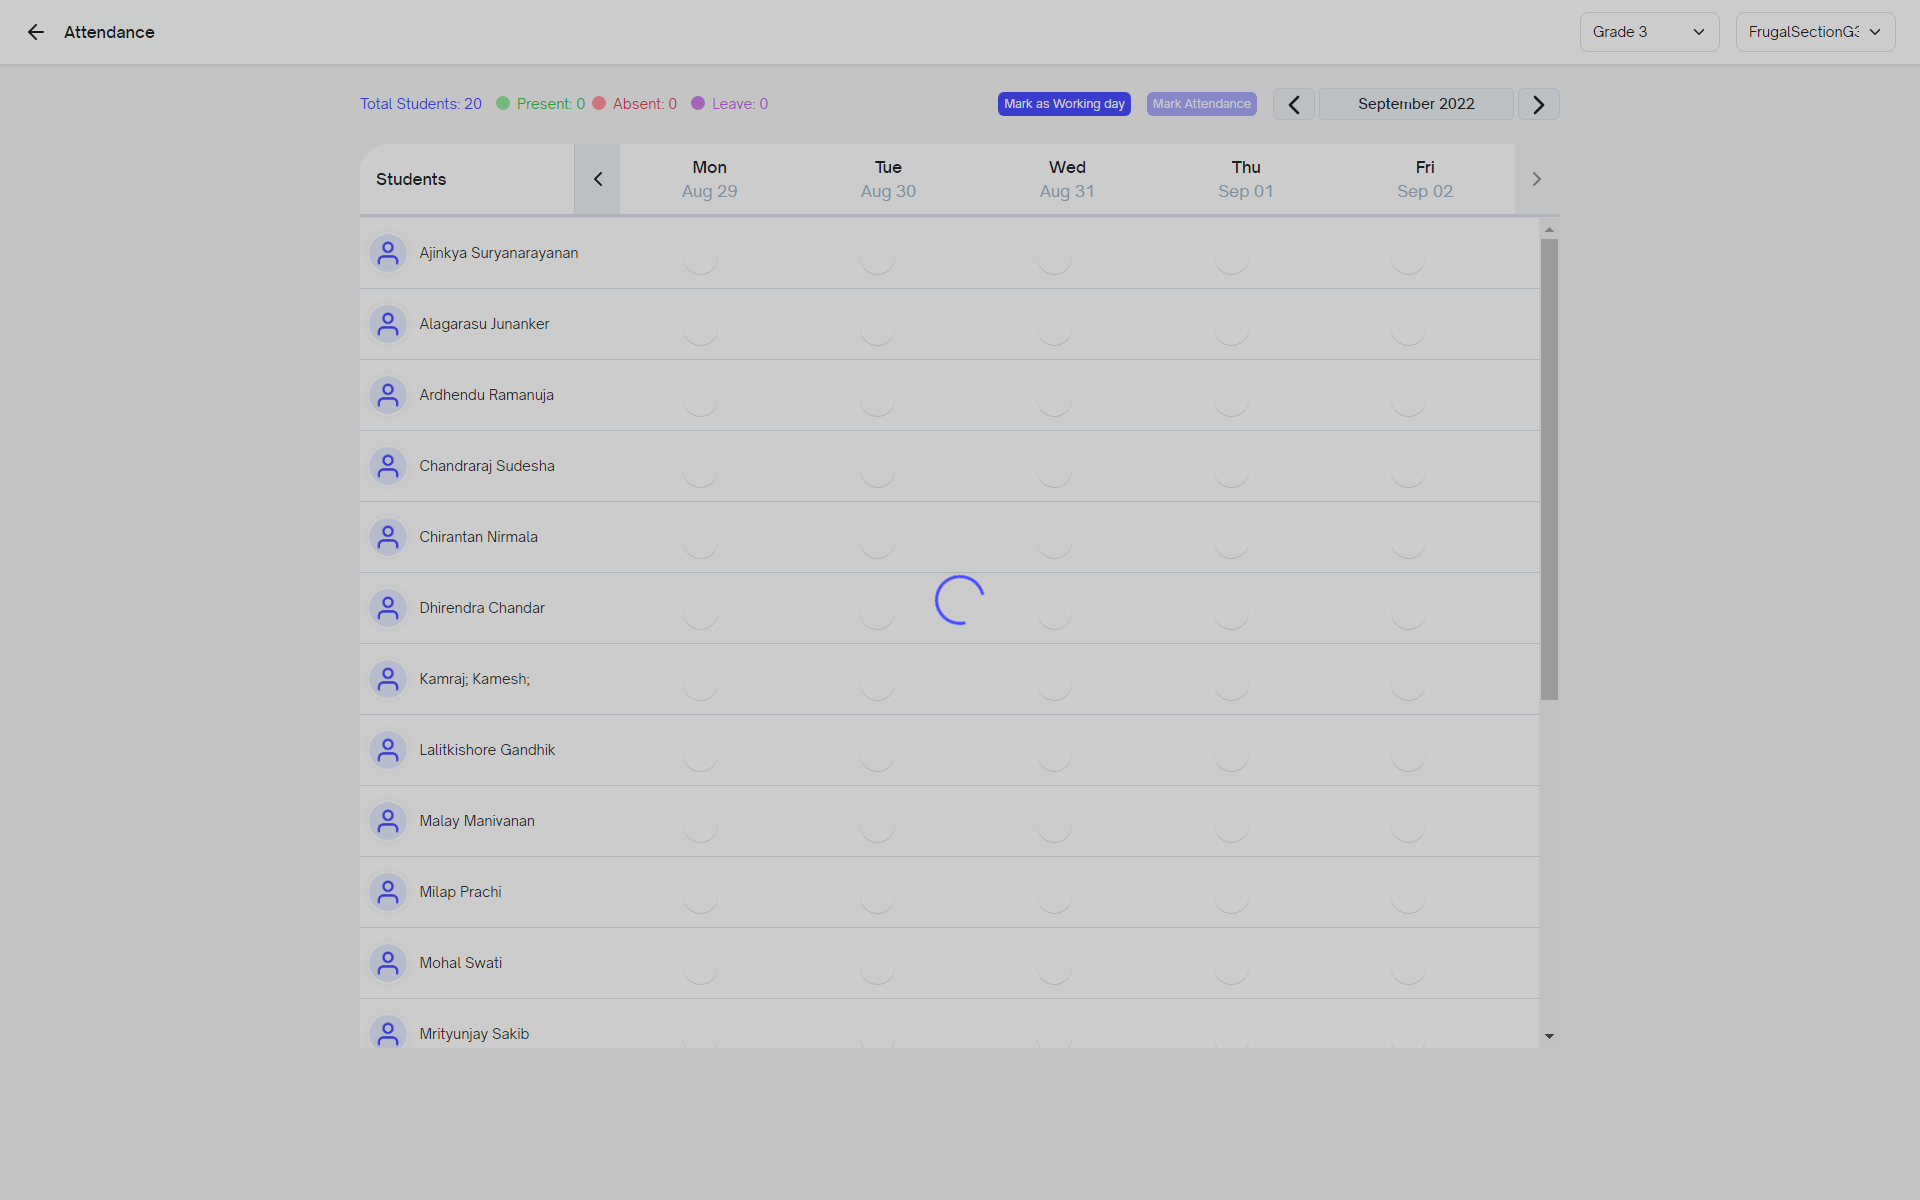 Attendance
Grade 3
FrugalSectionG3
Total Students: 20 Present: 0 Absent: 0 Leave: 0
Mark as Working day
Mark Attendance
September 2022
Students
Mon Tue Wed Thu Fri
Aug 29 Aug 30 Aug 31 Sep 01 Sep 02
Ajinkya Suryanarayanan
Alagarasu Junanker
Ardhendu Ramanuja
Chandraraj Sudesha
Chirantan Nirmala
Dhirendra Chandar
Kamraj; Kamesh;
Lalitkishore Gandhik
Malay Manivanan
Milap Prachi
Mohal Swati
Mrityunjay Sakib